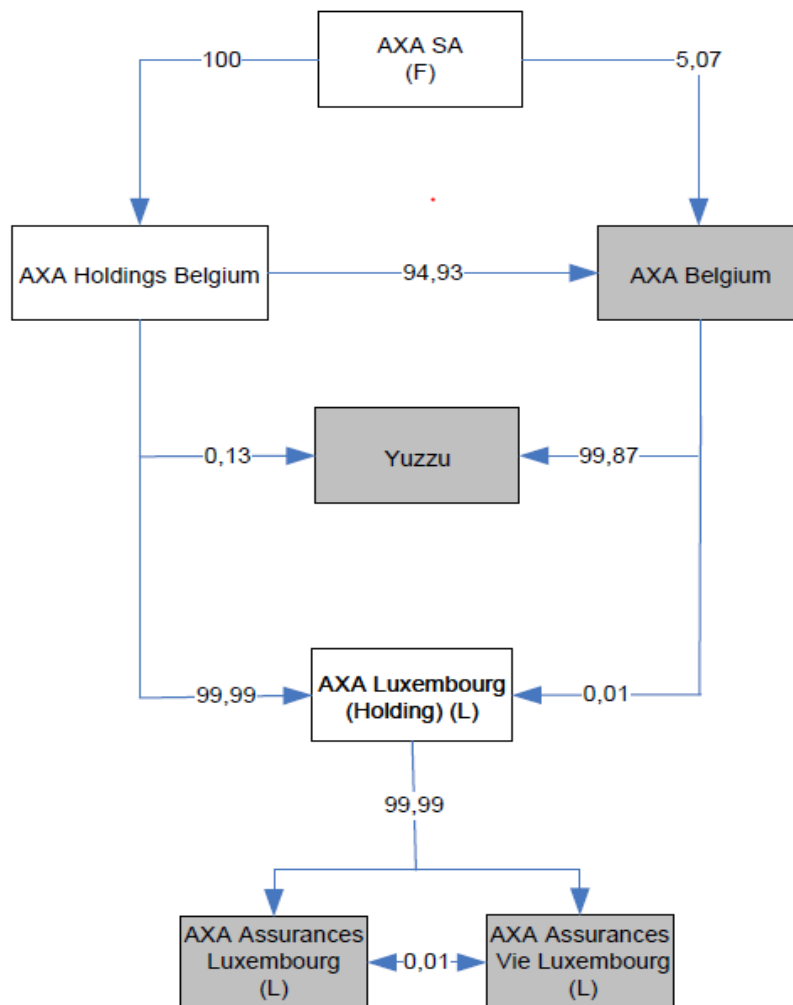 AXA SA
(F)
100
5,07
AXA Holdings Belgium
94,93
AXA Belgium
0,13
Yuzzu
99,87
99,99
AXA Luxembourg
(Holding) (L)
0,01
99,99
AXA Assurances
Luxembourg
(L)
0,01
AXA Assurances
Vie Luxembourg
(L)